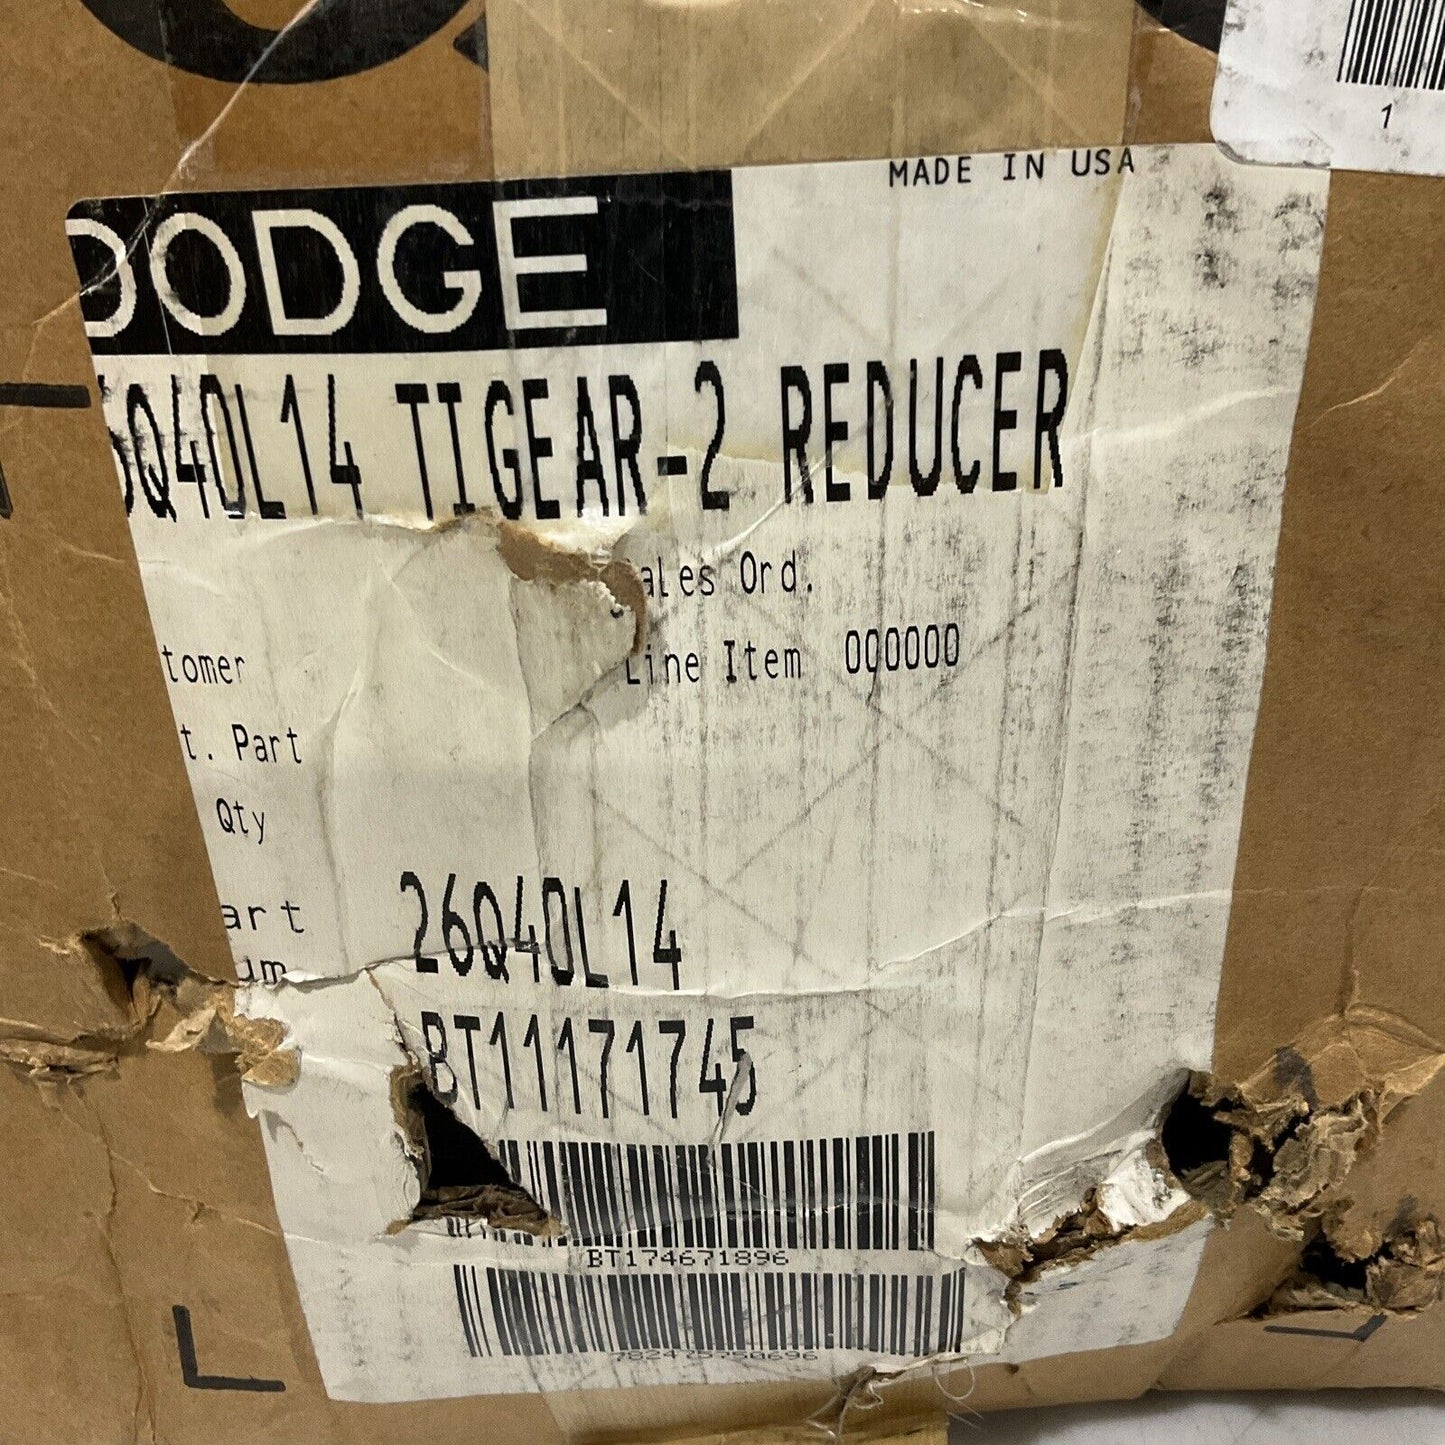 1
MADE IN USA
DODGE
6Q40L14 TIGEAR-2 REDUCER
ales Ord.
tomer Line Item 000000
t. Part
Qty
art 26Q40L14
um
BT11171745
BT174671896